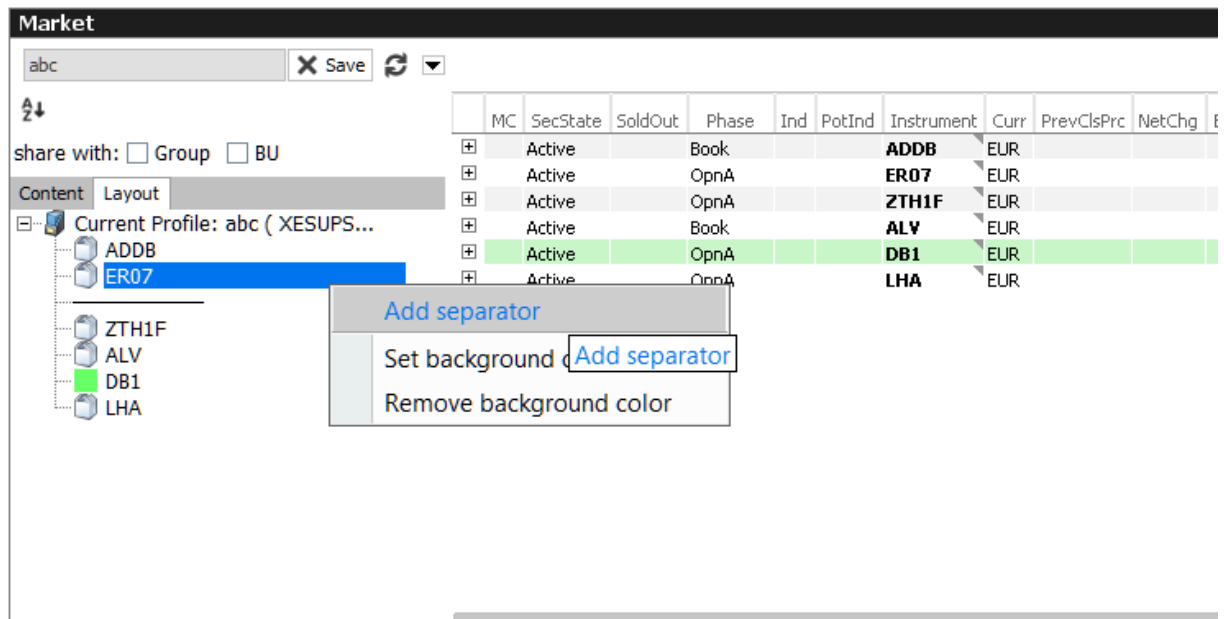 Market
abc
Save
A
Z
share with: Group BU
Content Layout
Current Profile: abc ( XESUPS...
ADDB
ER07
ZTH1F
ALV
DB1
LHA
Add separator
Set background c
Add separator
Remove background color
MC SecState SoldOut Phase Ind PotInd Instrument Curr PrevClsPrc NetChg
Active Book ADDB EUR
Active OpnA ER07 EUR
Active OpnA ZTH1F EUR
Active Book ALV EUR
Active OpnA DB1 EUR
Active OpnA LHA EUR